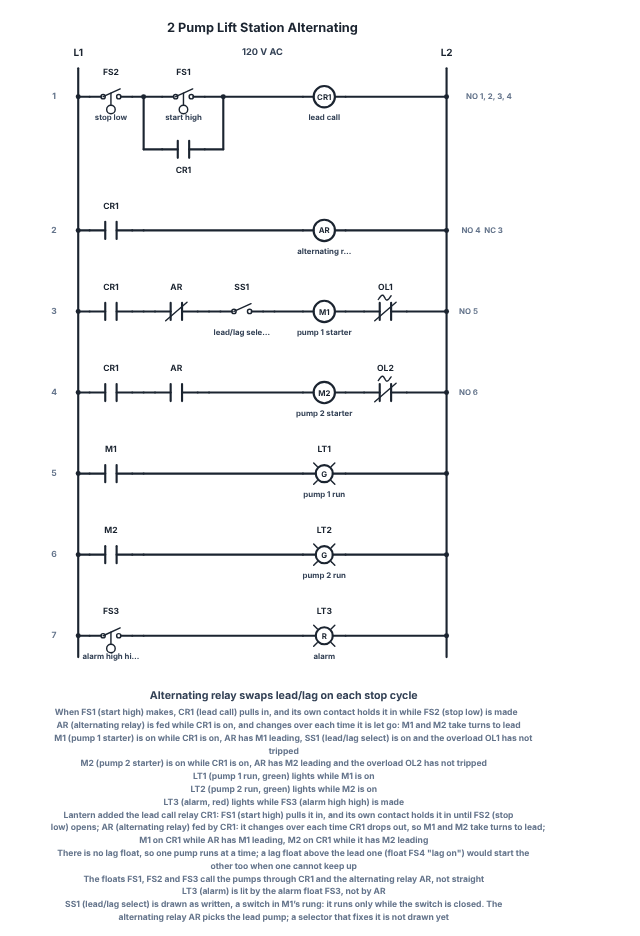 2 Pump Lift Station Alternating
L1
120 V AC
L2
FS2
FS1
1
CR1
NO 1, 2, 3, 4
stop low
start high
lead call
CR1
CR1
2
AR
NO 4 NC 3
alternating r...
CR1
AR
SS1
OL1
3
M1
NO 5
lead/lag sele...
pump 1 starter
CR1
AR
OL2
4
M2
NO 6
pump 2 starter
M1
LT1
5
G
pump 1 run
M2
LT2
6
G
pump 2 run
FS3
LT3
7
R
alarm high hi...
alarm
Alternating relay swaps lead/lag on each stop cycle
When FS1 (start high) makes, CR1 (lead call) pulls in, and its own contact holds it in while FS2 (stop low) is made
AR (alternating relay) is fed while CR1 is on, and changes over each time it is let go: M1 and M2 take turns to lead
M1 (pump 1 starter) is on while CR1 is on, AR has M1 leading, SS1 (lead/lag select) is on and the overload OL1 has not
tripped
M2 (pump 2 starter) is on while CR1 is on, AR has M2 leading and the overload OL2 has not tripped
LT1 (pump 1 run, green) lights while M1 is on
LT2 (pump 2 run, green) lights while M2 is on
LT3 (alarm, red) lights while FS3 (alarm high high) is made
Lantern added the lead call relay CR1: FS1 (start high) pulls it in, and its own contact holds it in until FS2 (stop
low) opens; AR (alternating relay) fed by CR1: it changes over each time CR1 drops out, so M1 and M2 take turns to lead;
M1 on CR1 while AR has M1 leading, M2 on CR1 while it has M2 leading
There is no lag float, so one pump runs at a time; a lag float above the lead one (float FS4 "lag on") would start the
other too when one cannot keep up
The floats FS1, FS2 and FS3 call the pumps through CR1 and the alternating relay AR, not straight
LT3 (alarm) is lit by the alarm float FS3, not by AR
SS1 (lead/lag select) is drawn as written, a switch in M1's rung: it runs only while the switch is closed. The
alternating relay AR picks the lead pump; a selector that fixes it is not drawn yet